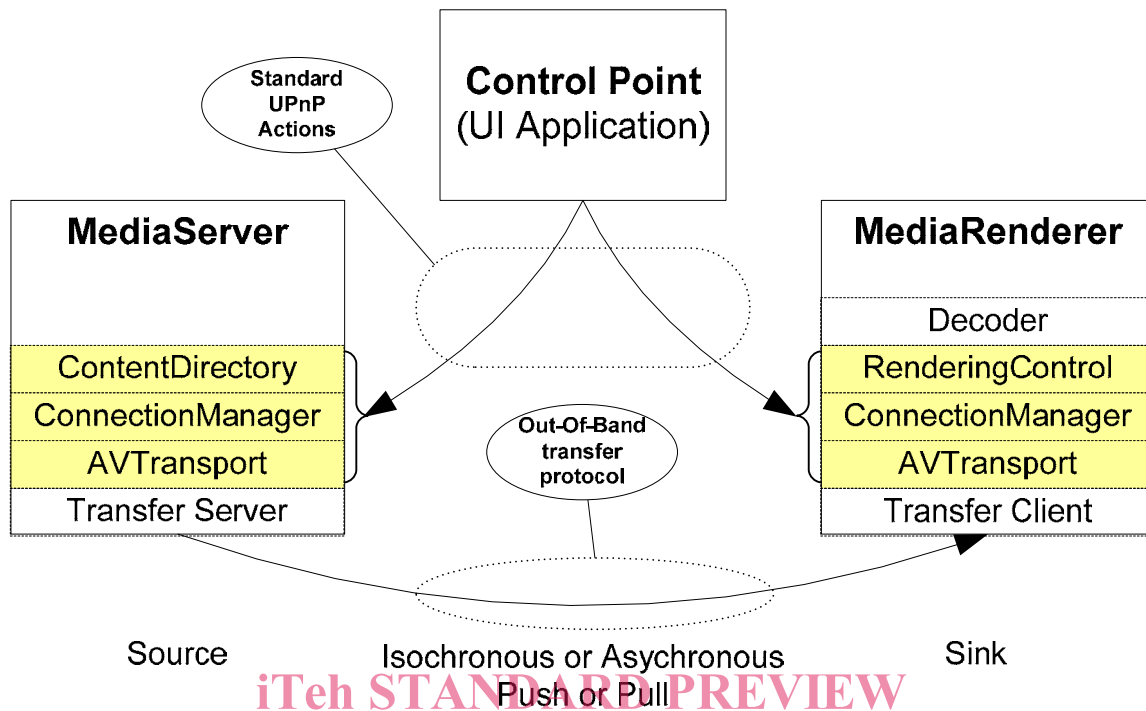 Control Point
(UI Application)
Standard
UPnP
Actions
MediaServer
ContentDirectory
ConnectionManager
AVTransport
Transfer Server
MediaRenderer
Decoder
RenderingControl
ConnectionManager
AVTransport
Transfer Client
Out-Of-Band
transfer
protocol
Source
Isochronous or Asychronous
Push or Pull
Sink
iTeh STANDARD PREVIEW